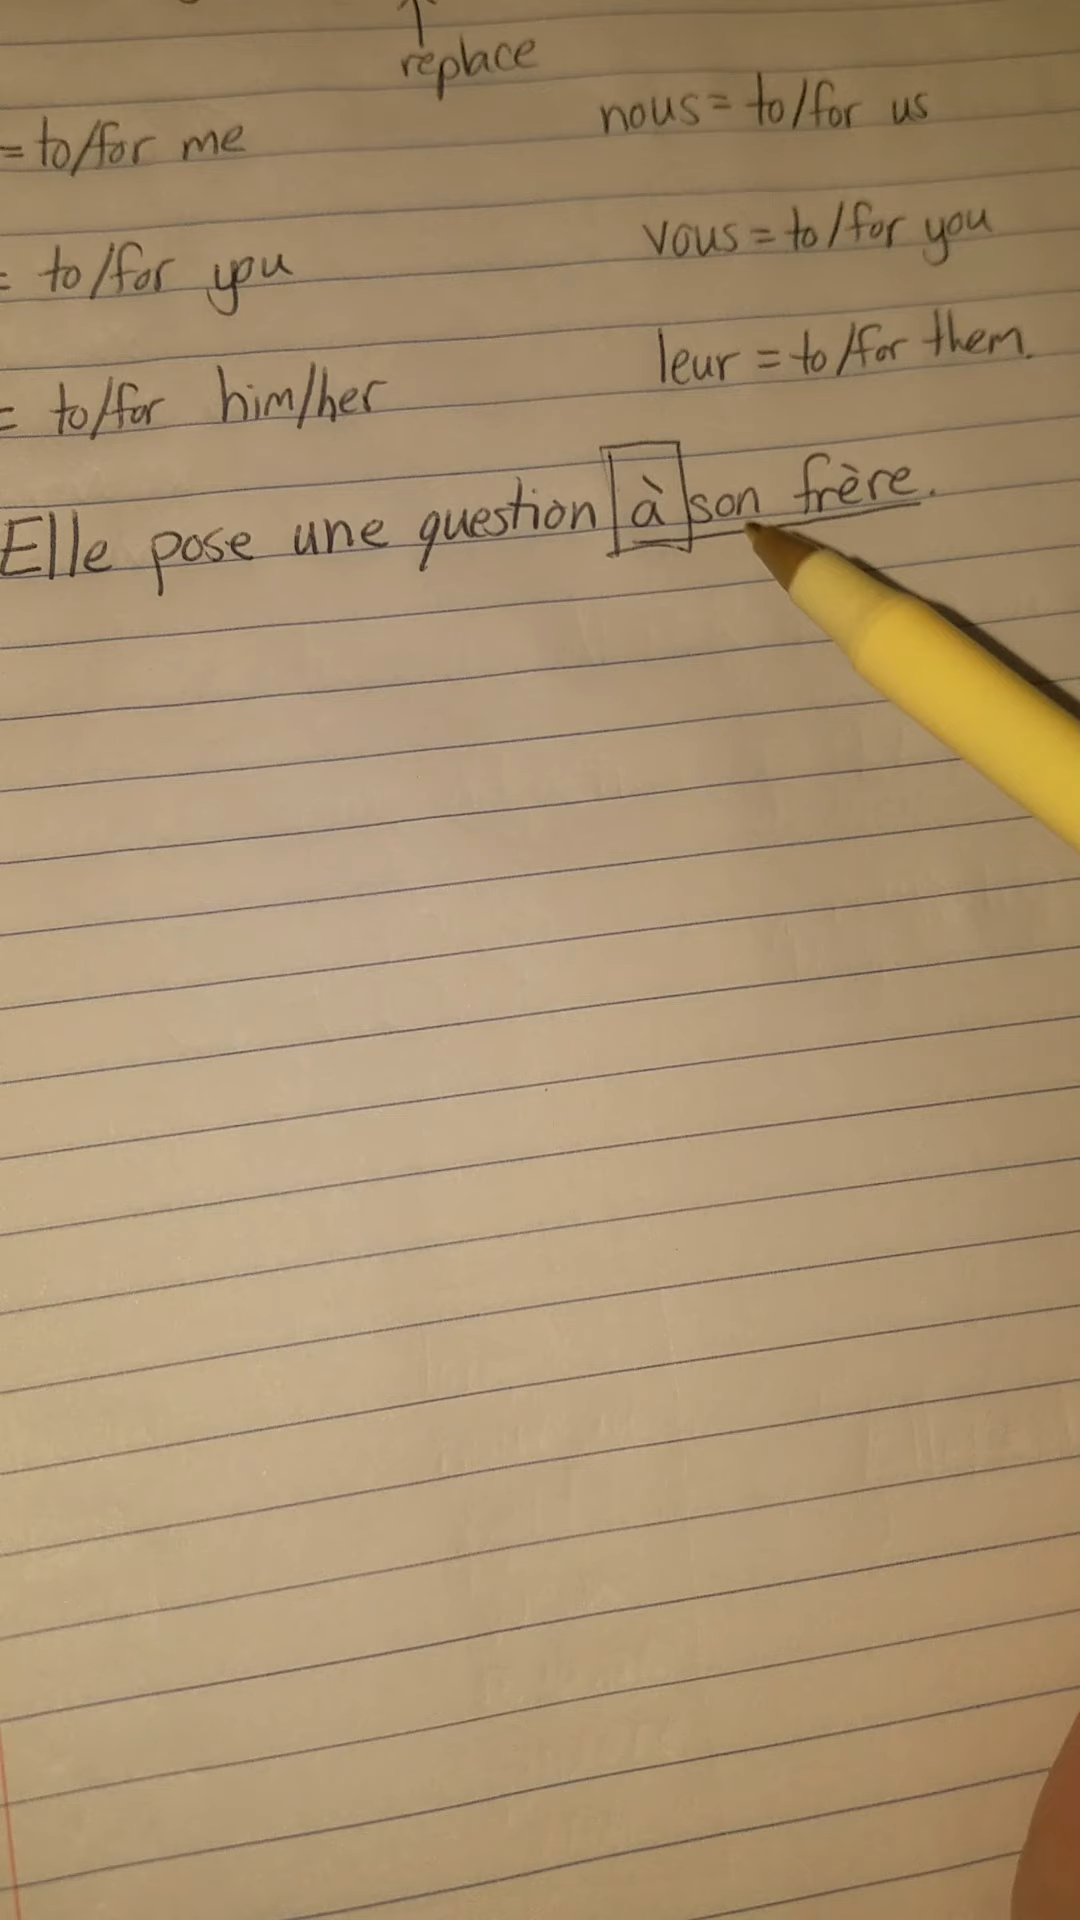 replace
= to/for me
nous = to/for us
= to/for you
vous = to/for you
= to/for him/her
leur = to/for them.
Elle pose une question à son frère.